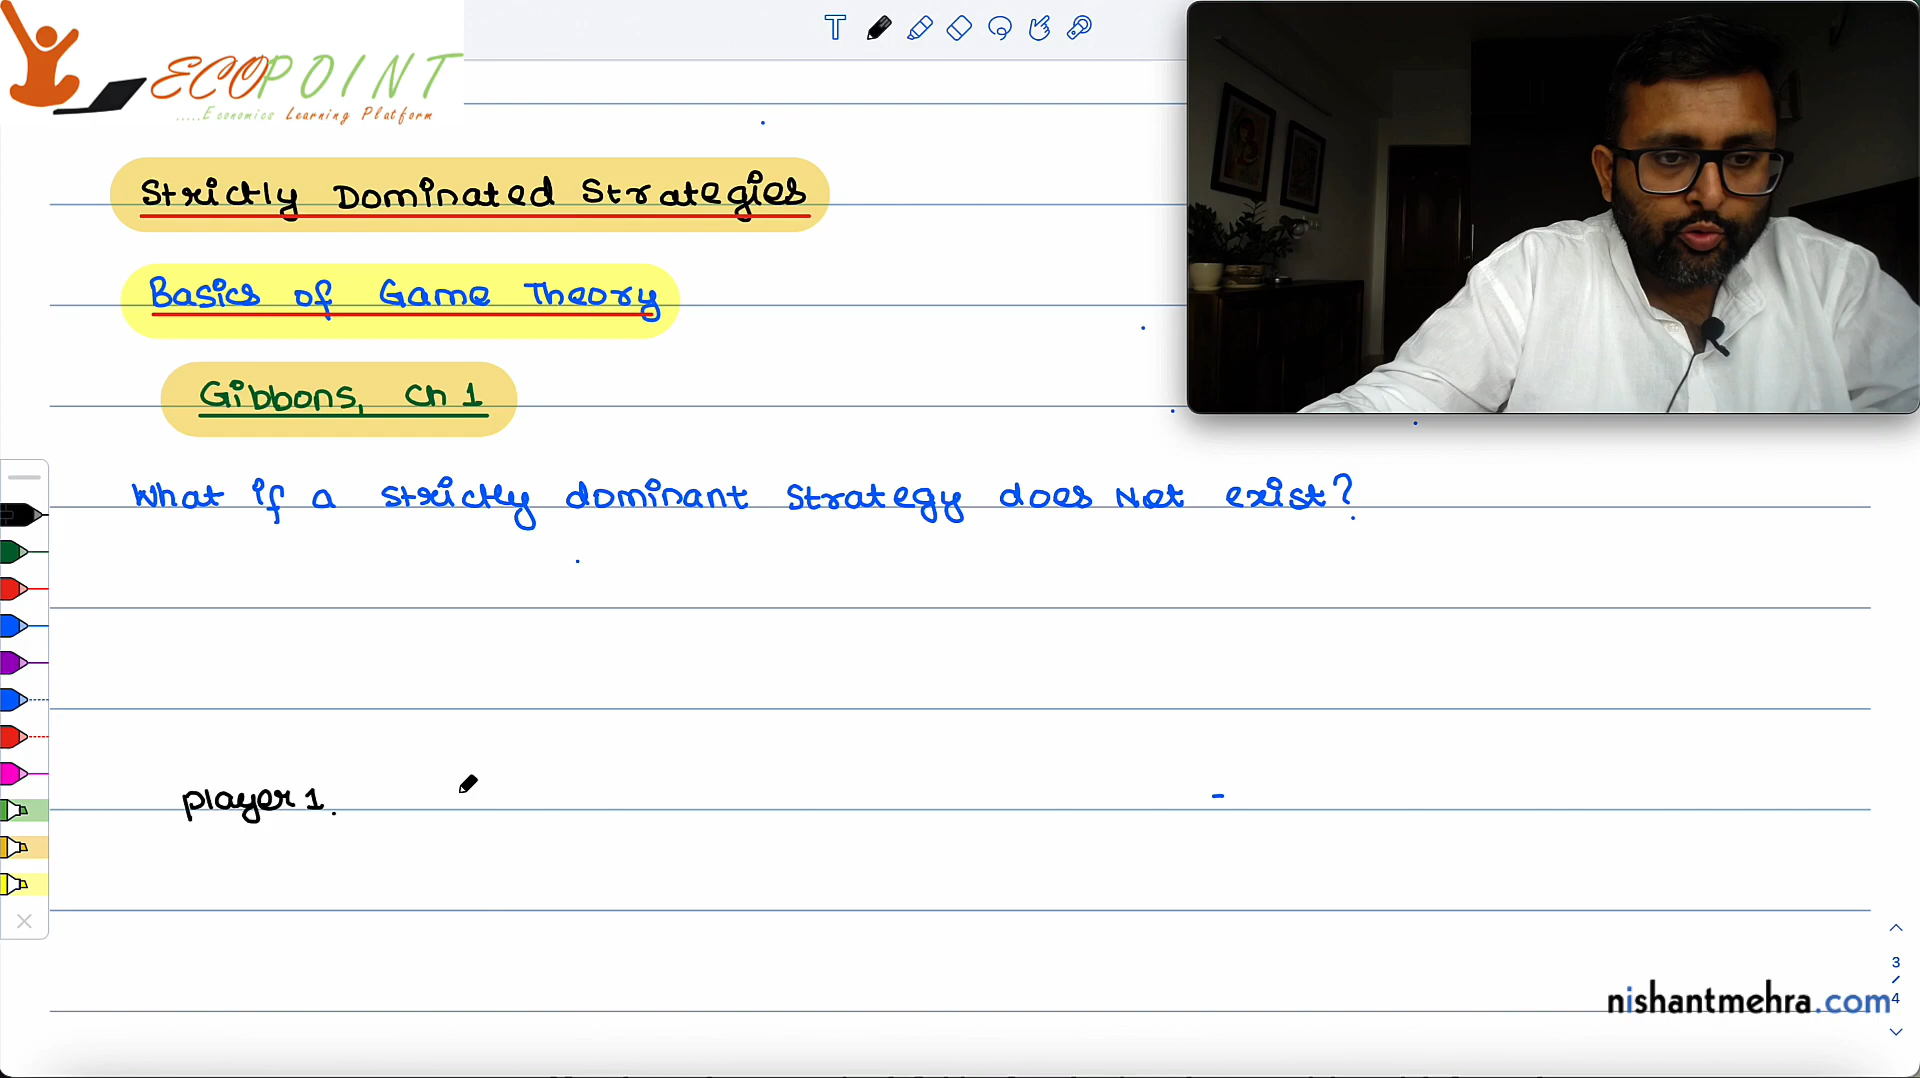 ECOPOINT
.....Economics Learning Platform
T
Strictly Dominated Strategies
Basics of Game Theory
Gibbons, Ch 1
What if a strictly dominant strategy does Not exist?
player 1.
3
/
4
nishantmehra.com